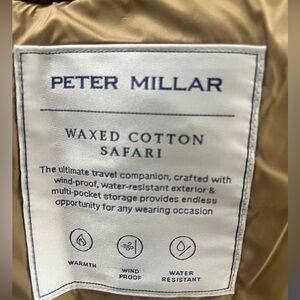 PETER MILLAR
WAXED COTTON
SAFARI
The ultimate travel companion, crafted with
wind-proof, water-resistant exterior &
multi-pocket storage provides endless
opportunity for any wearing occasion
WARMTH
WIND
PROOF
WATER
RESISTANT